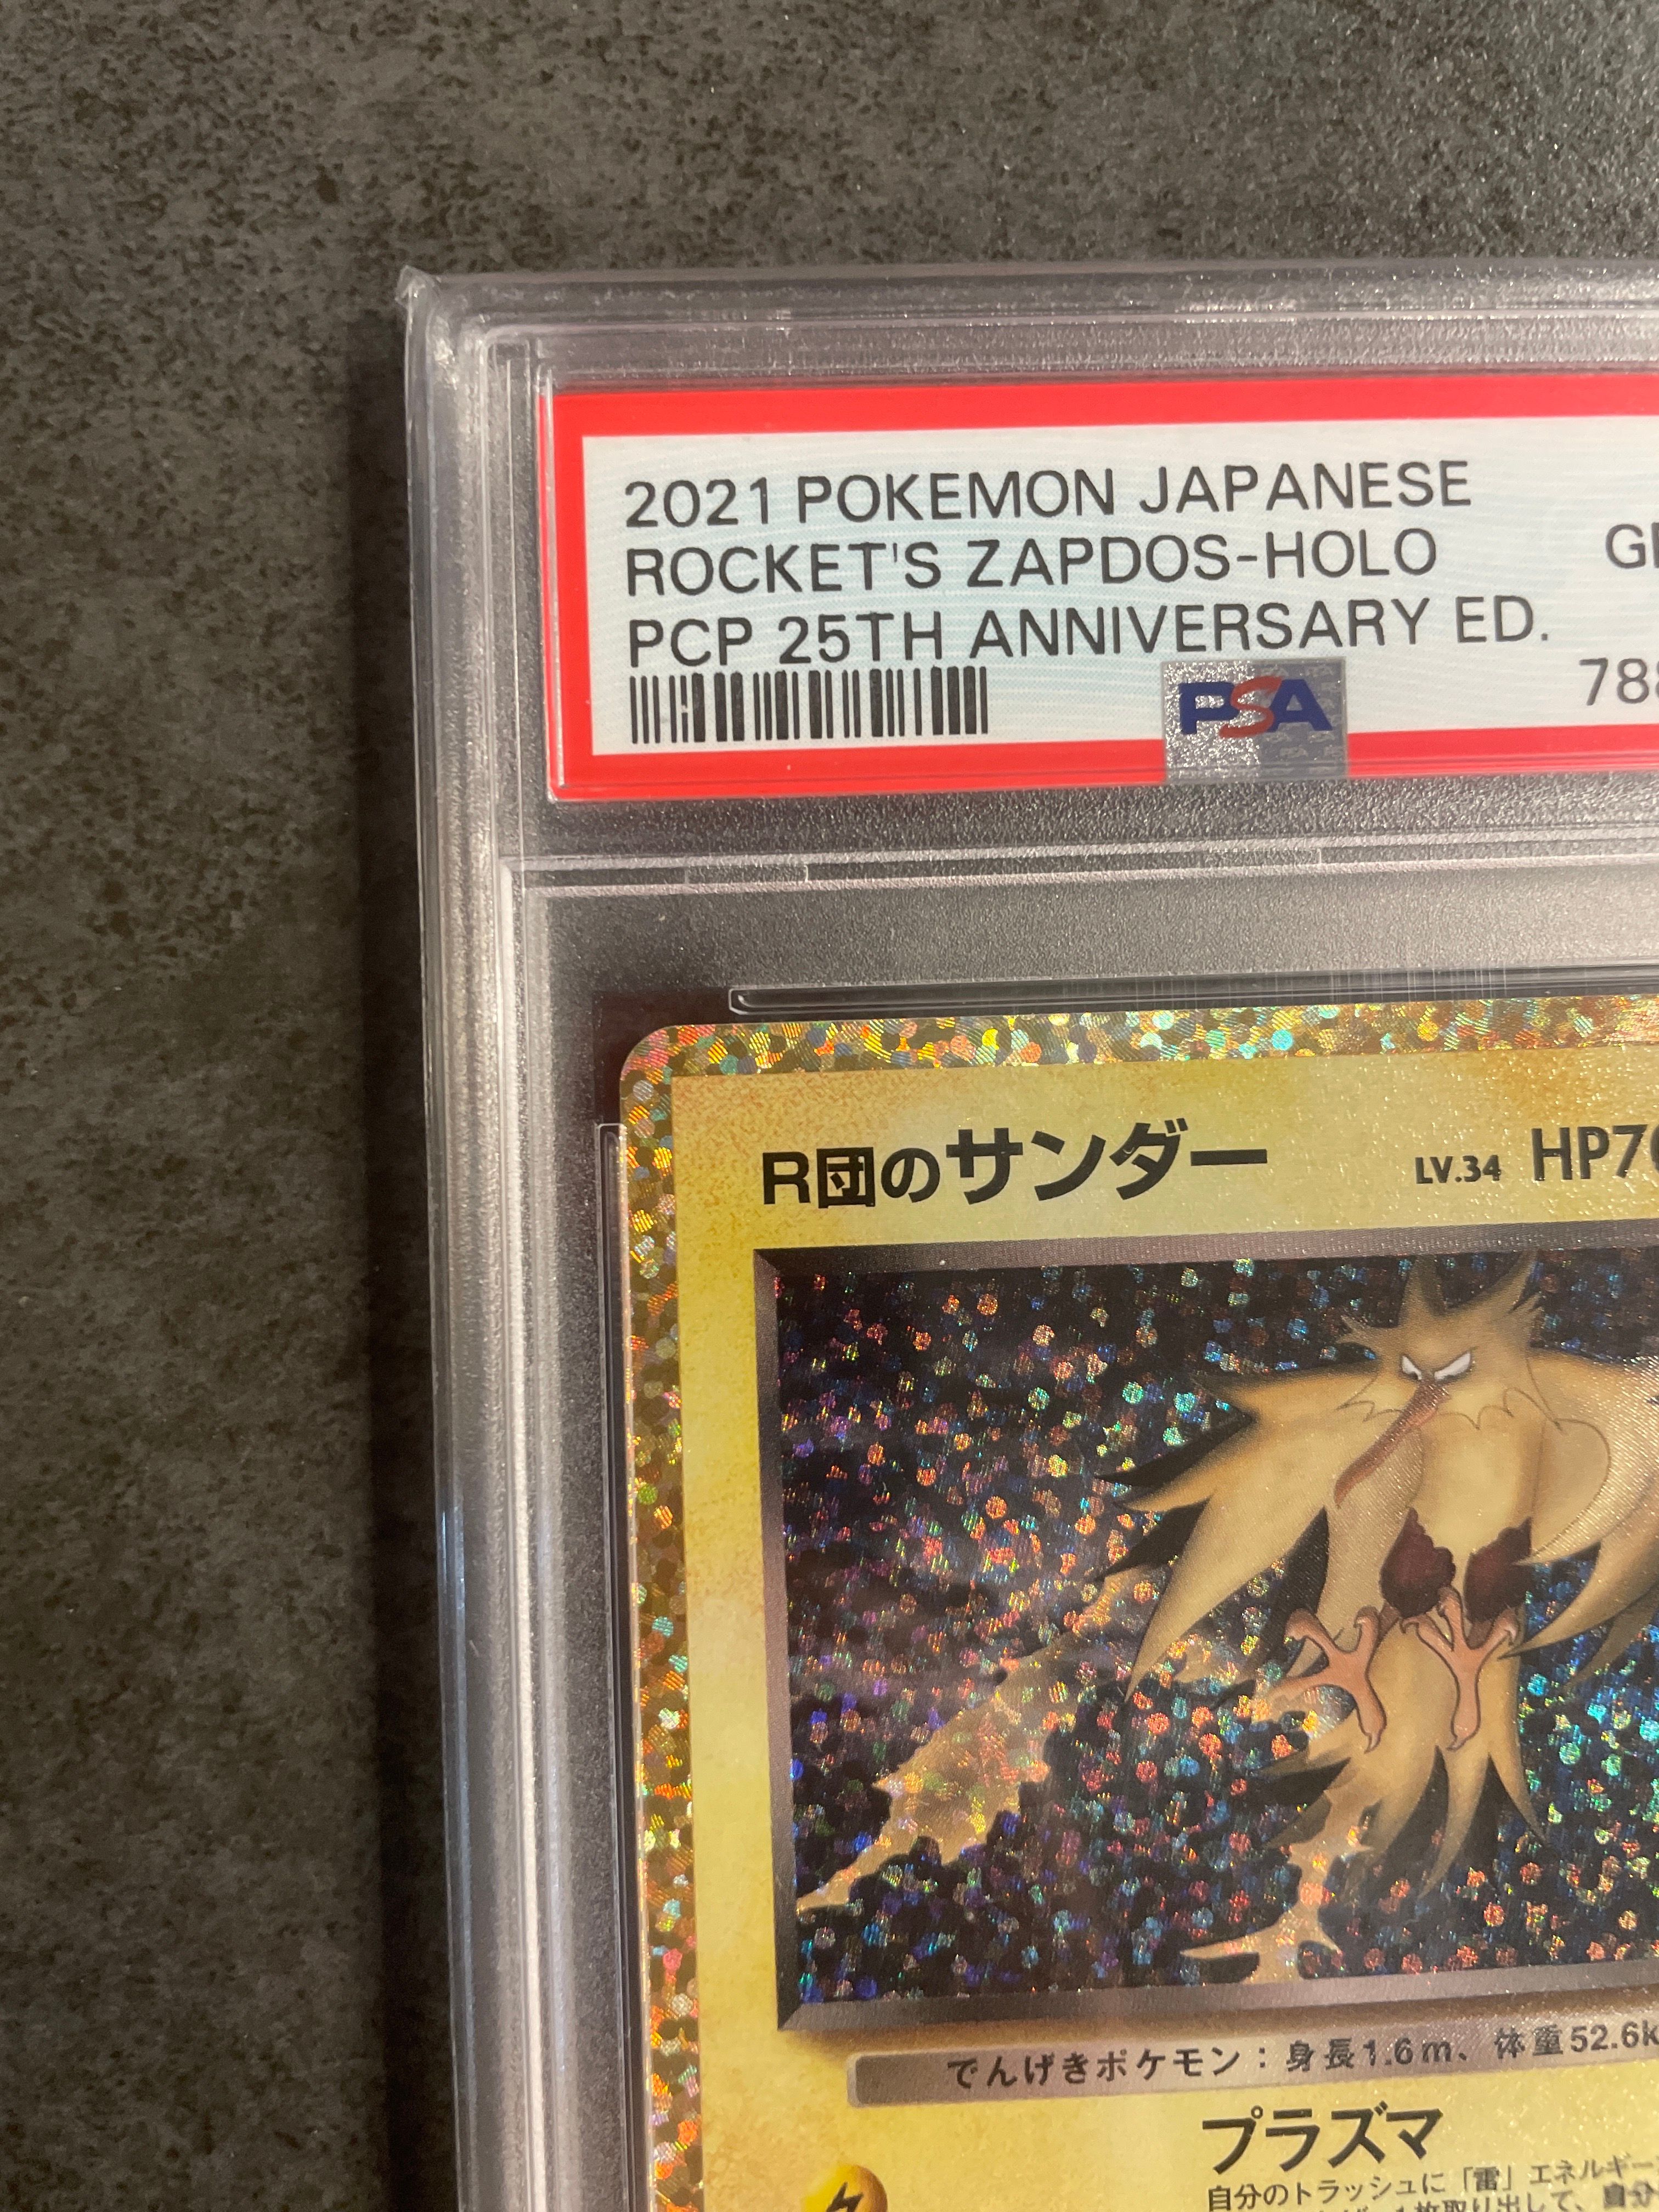 2021 POKEMON JAPANESE
ROCKET'S ZAPDOS-HOLO
PCP 25TH ANNIVERSARY ED.
PSA
R団のサンダー LV.34 HP70
でんげきポケモン：身長1.6m、体重52.6k
プラズマ
自分のトラッシュに「雷」エネルギー